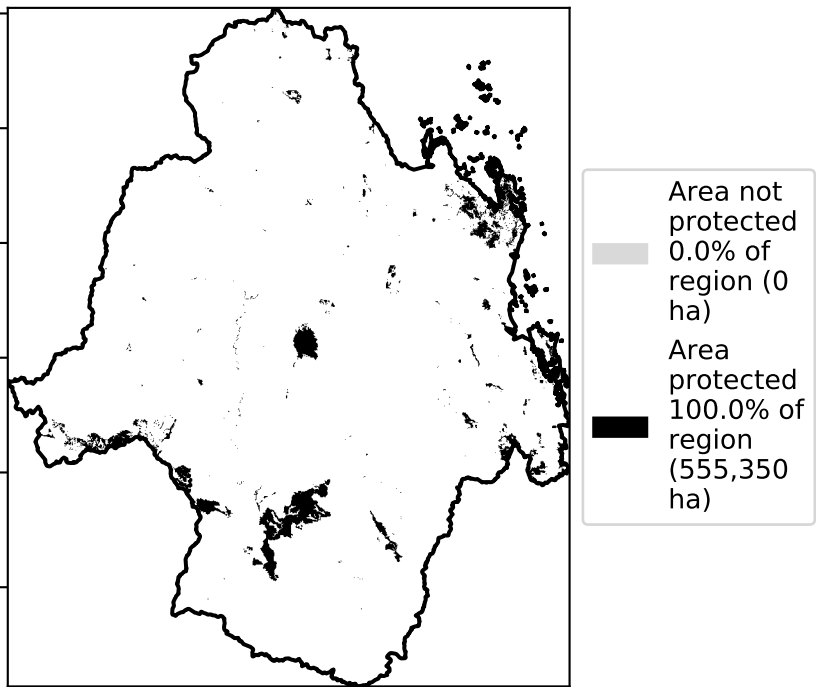 Area not
protected
0.0% of
region (0
ha)
Area
protected
100.0% of
region
(555,350
ha)